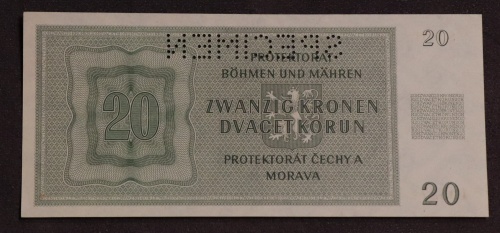 SPECIMEN
20
PROTEKTORAT
BÖHMEN UND MÄHREN
20
ZWANZIG KRONEN
DVACET KORUN
PROTEKTORÁT ČECHY A
MORAVA
20